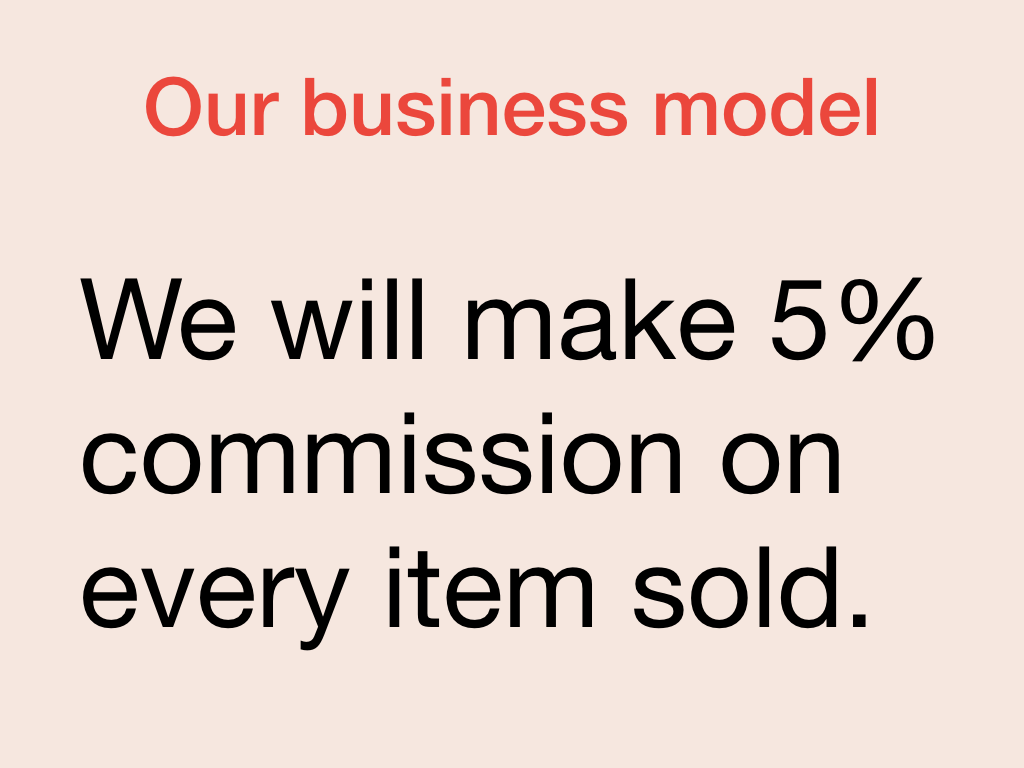 Our business model
We will make 5%
commission on
every item sold.